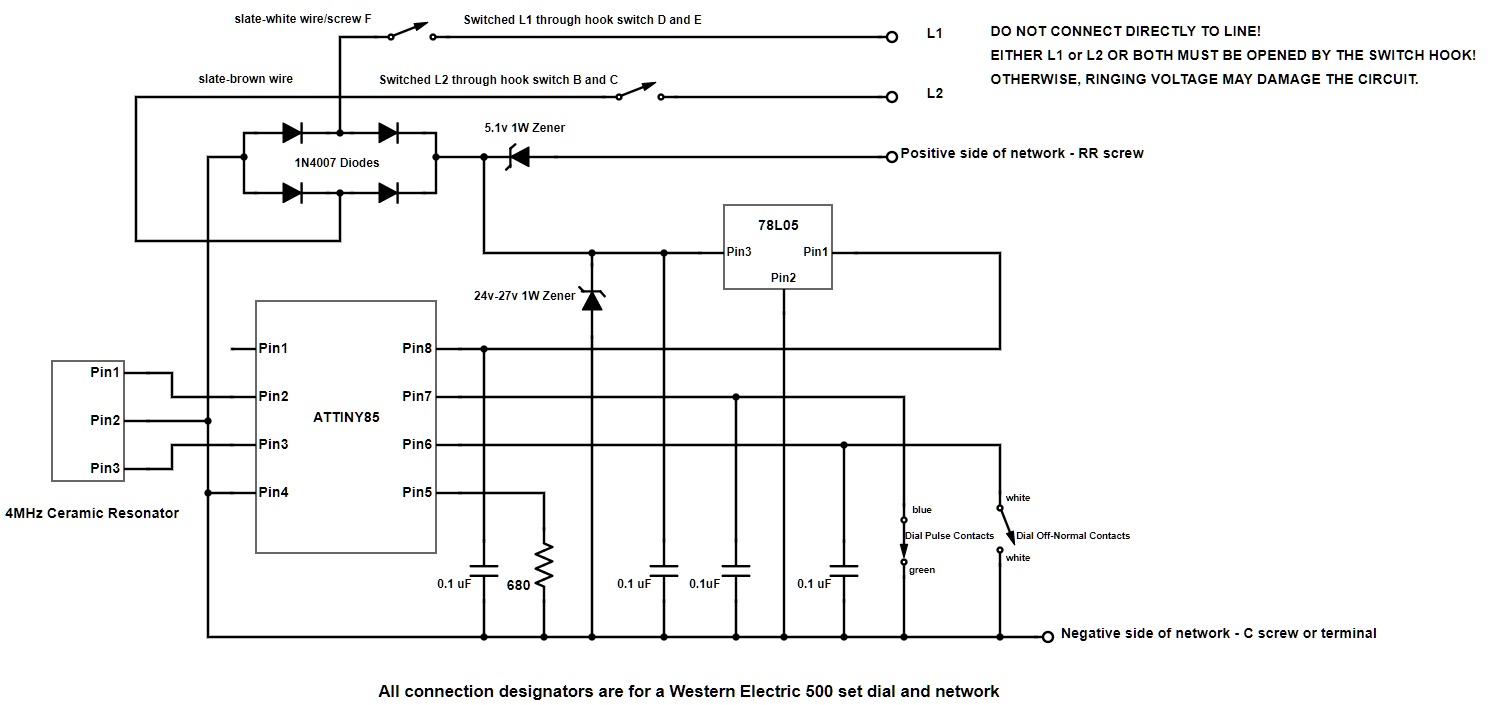 slate-white wire/screw F
Switched L1 through hook switch D and E
L1
DO NOT CONNECT DIRECTLY TO LINE!
EITHER L1 or L2 OR BOTH MUST BE OPENED BY THE SWITCH HOOK!
OTHERWISE, RINGING VOLTAGE MAY DAMAGE THE CIRCUIT.
slate-brown wire
Switched L2 through hook switch B and C
L2
5.1v 1W Zener
1N4007 Diodes
Positive side of network - RR screw
78L05
Pin3
Pin1
Pin2
24v-27v 1W Zener
Pin1
Pin8
Pin1
Pin2
Pin7
ATTINY85
Pin2
Pin3
Pin6
Pin3
Pin4
Pin5
4MHz Ceramic Resonator
white
blue
Dial Pulse Contacts
Dial Off-Normal Contacts
white
green
0.1 uF
680
0.1 uF
0.1uF
0.1 uF
Negative side of network - C screw or terminal
All connection designators are for a Western Electric 500 set dial and network